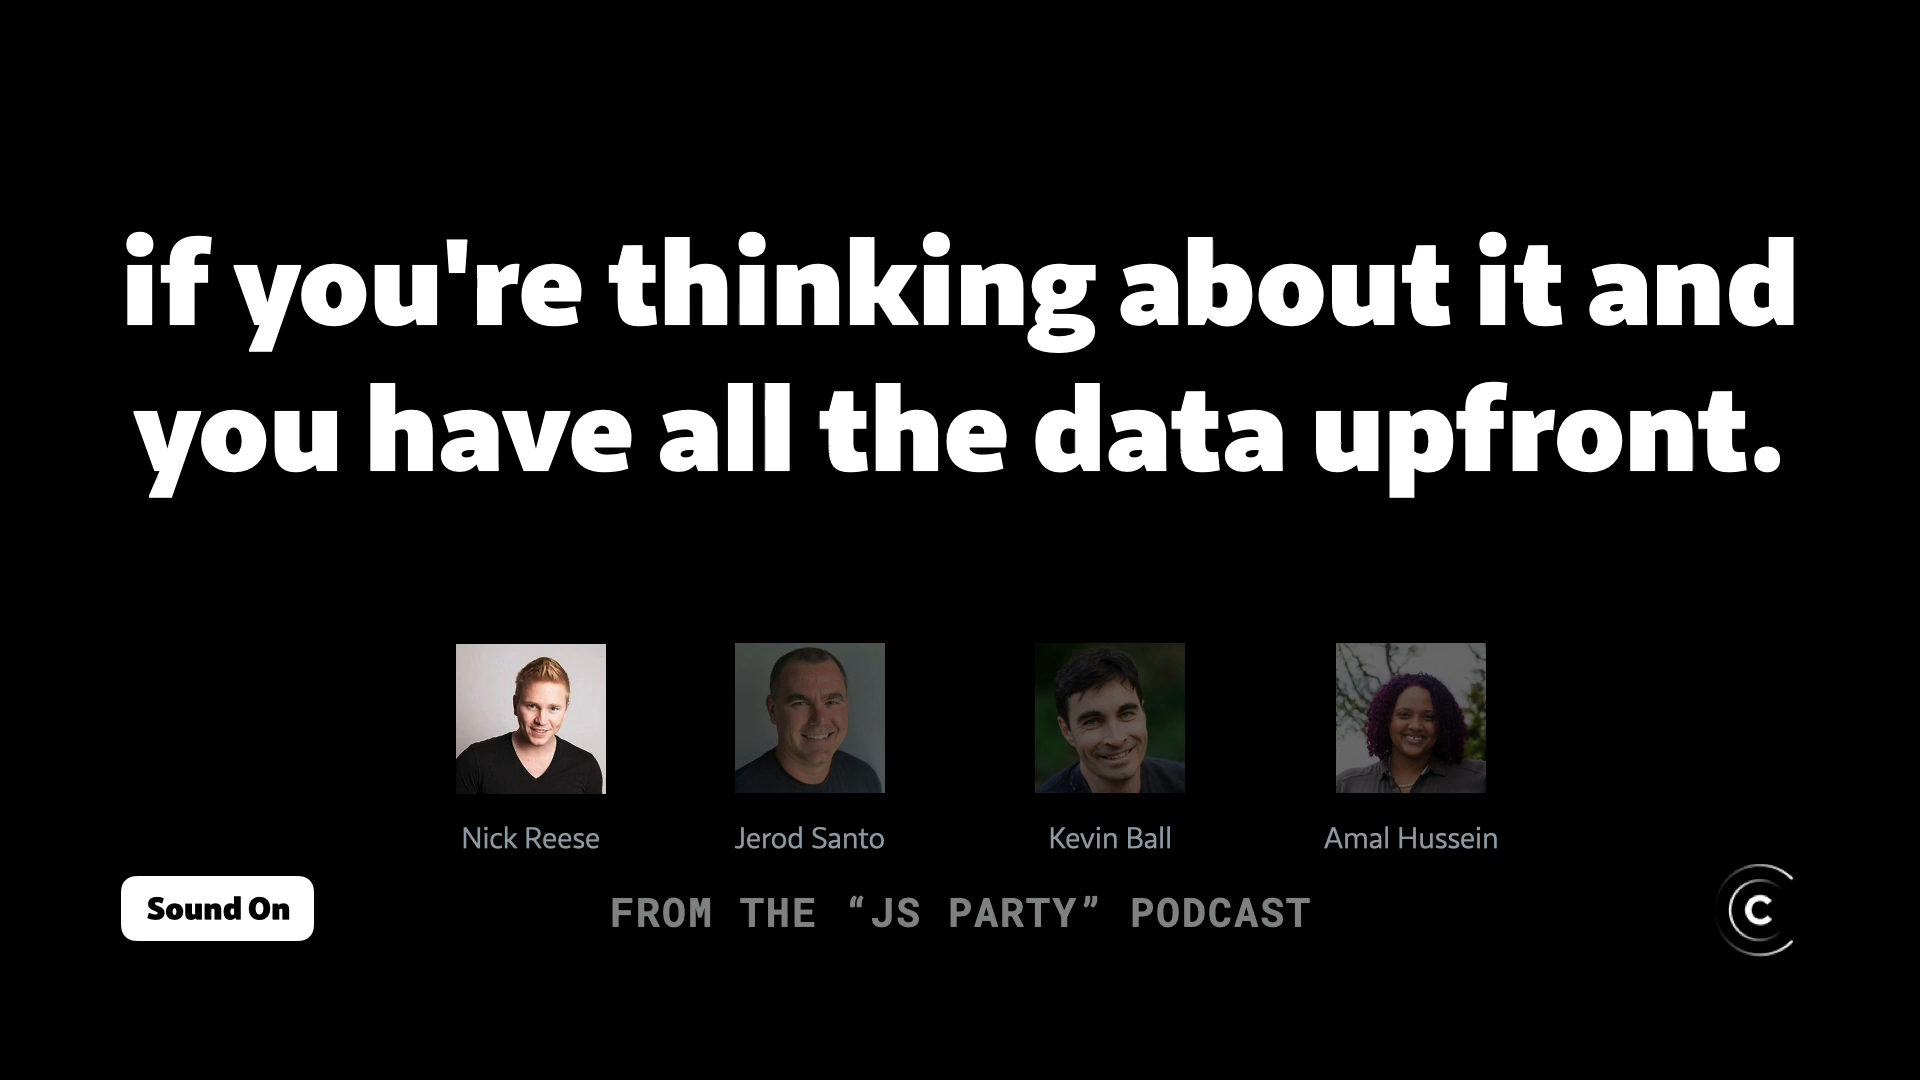 if you're thinking about it and
you have all the data upfront.
Nick Reese
Jerod Santo
Kevin Ball
Amal Hussein
Sound On
FROM THE “JS PARTY” PODCAST
C